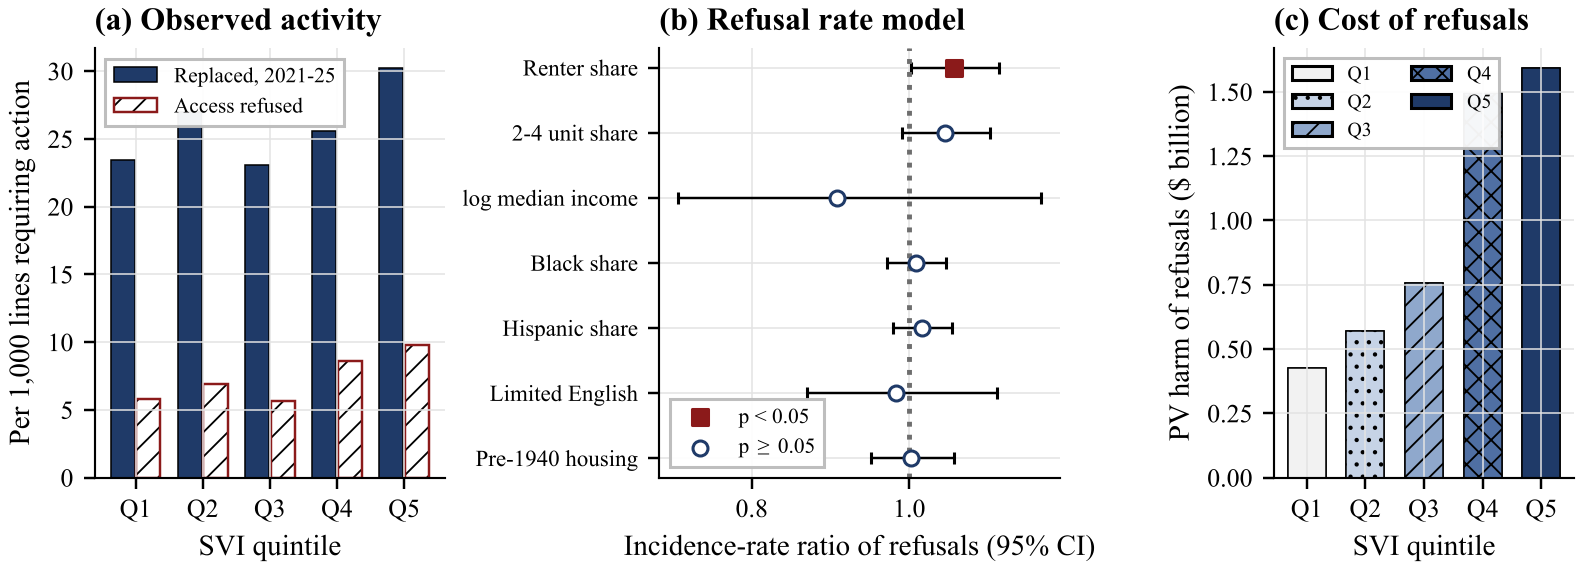 (a) Observed activity
Per 1,000 lines requiring action
30
25
20
15
10
5
0
Replaced, 2021-25
Access refused
Q1 Q2 Q3 Q4 Q5
SVI quintile
(b) Refusal rate model
Renter share
2-4 unit share
log median income
Black share
Hispanic share
Limited English
Pre-1940 housing
p < 0.05
p ≥ 0.05
0.8 1.0
Incidence-rate ratio of refusals (95% CI)
(c) Cost of refusals
PV harm of refusals ($ billion)
1.50
1.25
1.00
0.75
0.50
0.25
0.00
Q1 Q4
Q2 Q5
Q3
Q1 Q2 Q3 Q4 Q5
SVI quintile